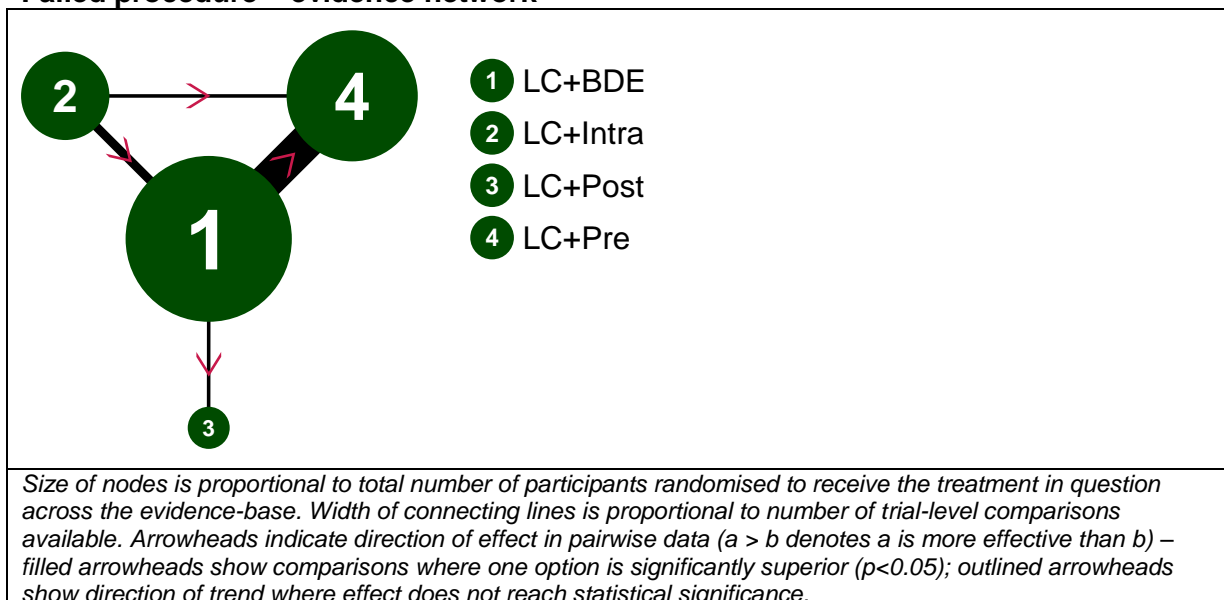 Failed procedure – evidence network
2
4
1
3
1 LC+BDE
2 LC+Intra
3 LC+Post
4 LC+Pre
Size of nodes is proportional to total number of participants randomised to receive the treatment in question
across the evidence-base. Width of connecting lines is proportional to number of trial-level comparisons
available. Arrowheads indicate direction of effect in pairwise data (a > b denotes a is more effective than b) –
filled arrowheads show comparisons where one option is significantly superior (p<0.05); outlined arrowheads
show direction of trend where effect does not reach statistical significance.